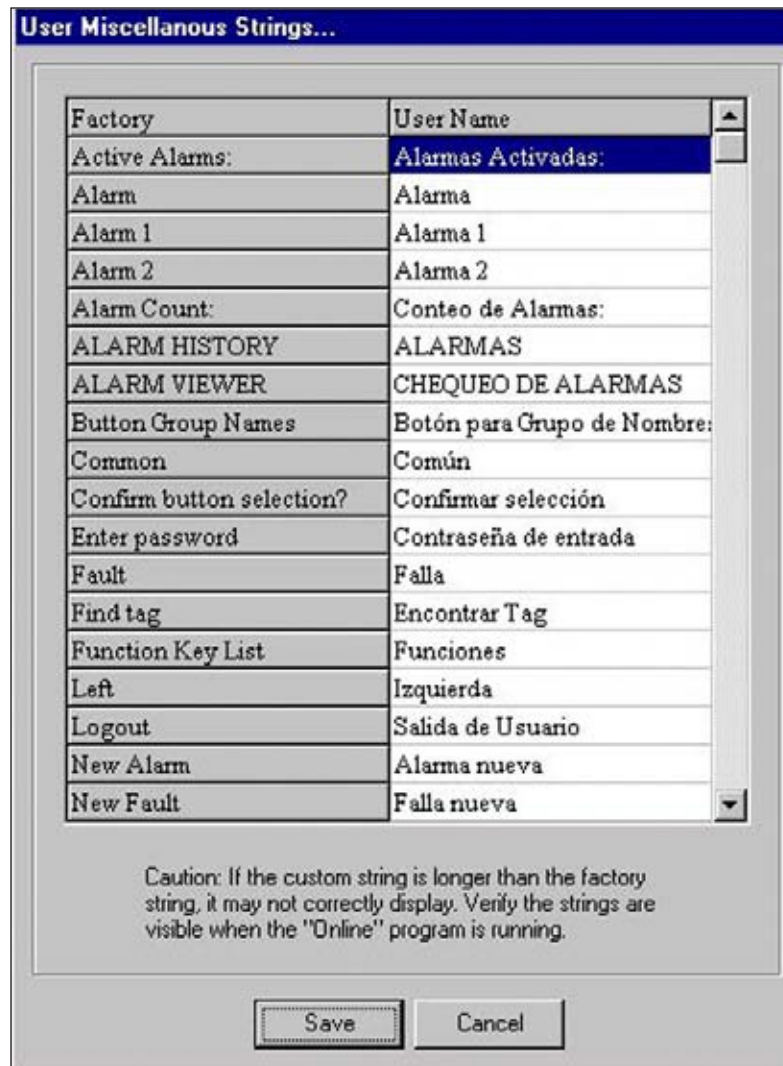 User Miscellanous Strings...
Factory User Name
Active Alarms: Alarmas Activadas:
Alarm Alarma
Alarm 1 Alarma 1
Alarm 2 Alarma 2
Alarm Count: Conteo de Alarmas:
ALARM HISTORY ALARMAS
ALARM VIEWER CHEQUEO DE ALARMAS
Button Group Names Botón para Grupo de Nombre:
Common Común
Confirm button selection? Confirmar selección
Enter password Contraseña de entrada
Fault Falla
Find tag Encontrar Tag
Function Key List Funciones
Left Izquierda
Logout Salida de Usuario
New Alarm Alarma nueva
New Fault Falla nueva
Caution: If the custom string is longer than the factory
string, it may not correctly display. Verify the strings are
visible when the "Online" program is running.
Save Cancel